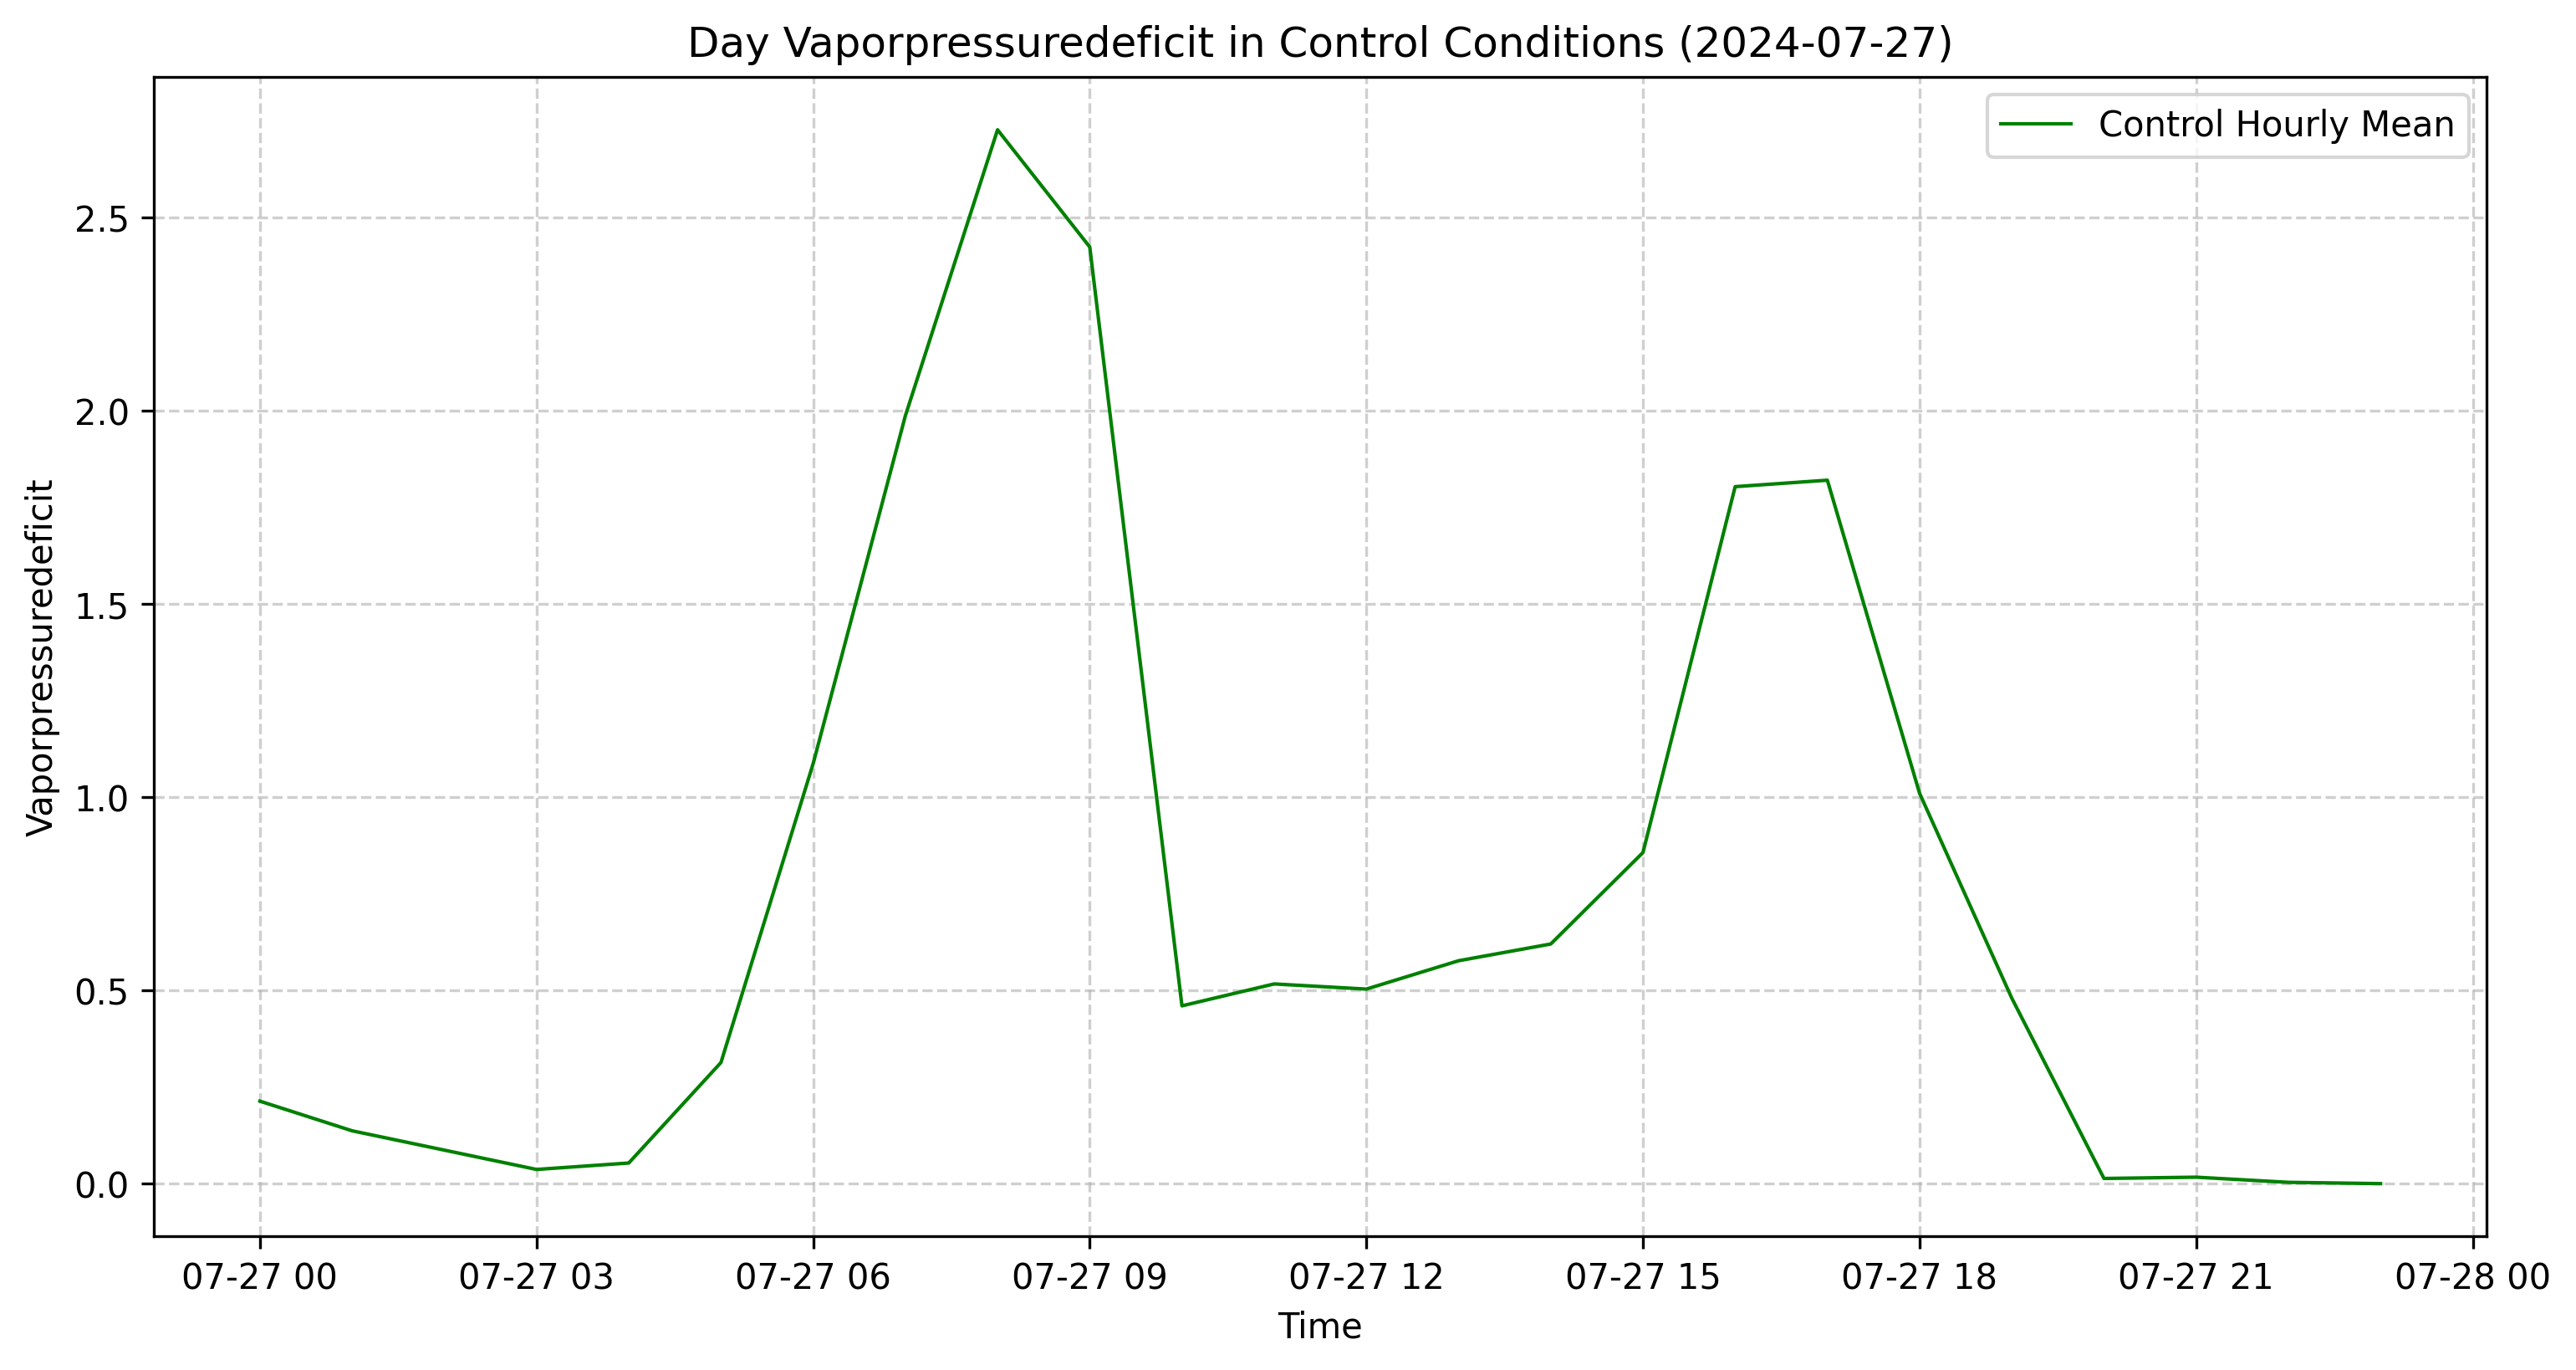 Day Vaporpressuredeficit in Control Conditions (2024-07-27)
Control Hourly Mean
Vaporpressuredeficit
2.5
2.0
1.5
1.0
0.5
0.0
07-27 00 07-27 03 07-27 06 07-27 09 07-27 12 07-27 15 07-27 18 07-27 21 07-28 00
Time